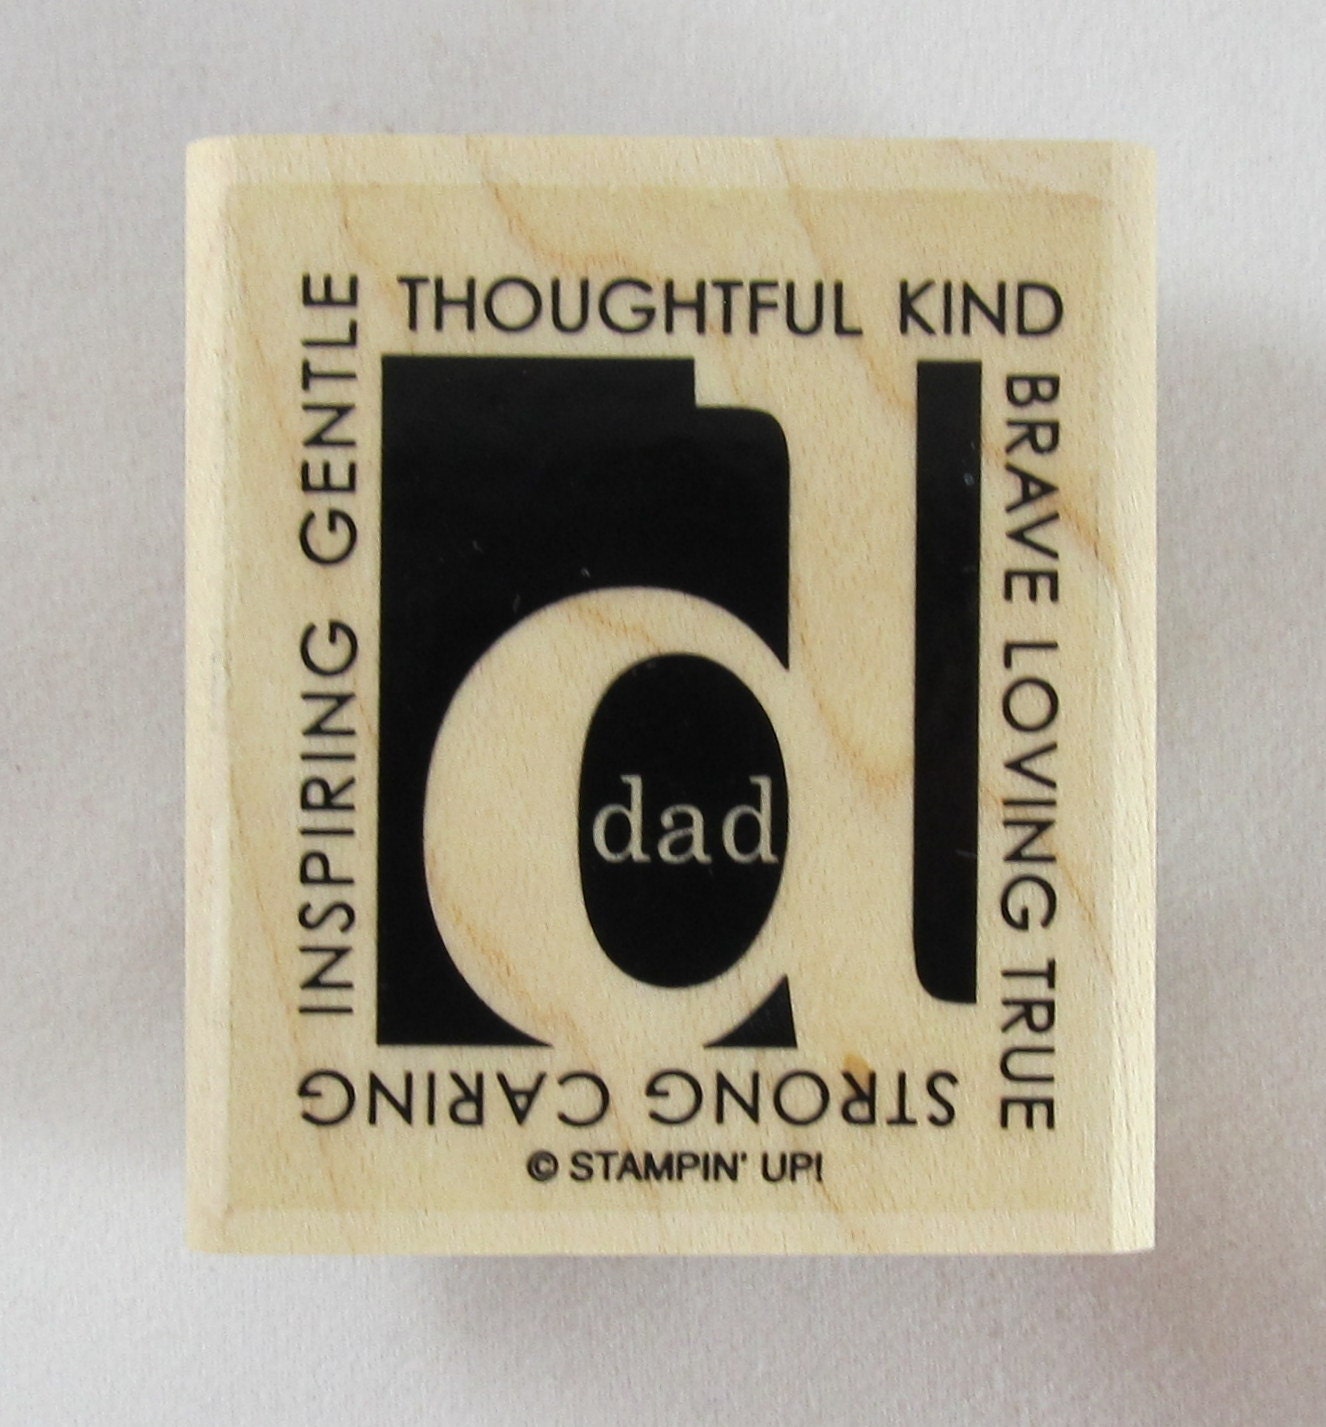 THOUGHTFUL KIND
BRAVE LOVING TRUE
STRONG CARING
INSPIRING GENTLE
d
dad
© STAMPIN' UP!